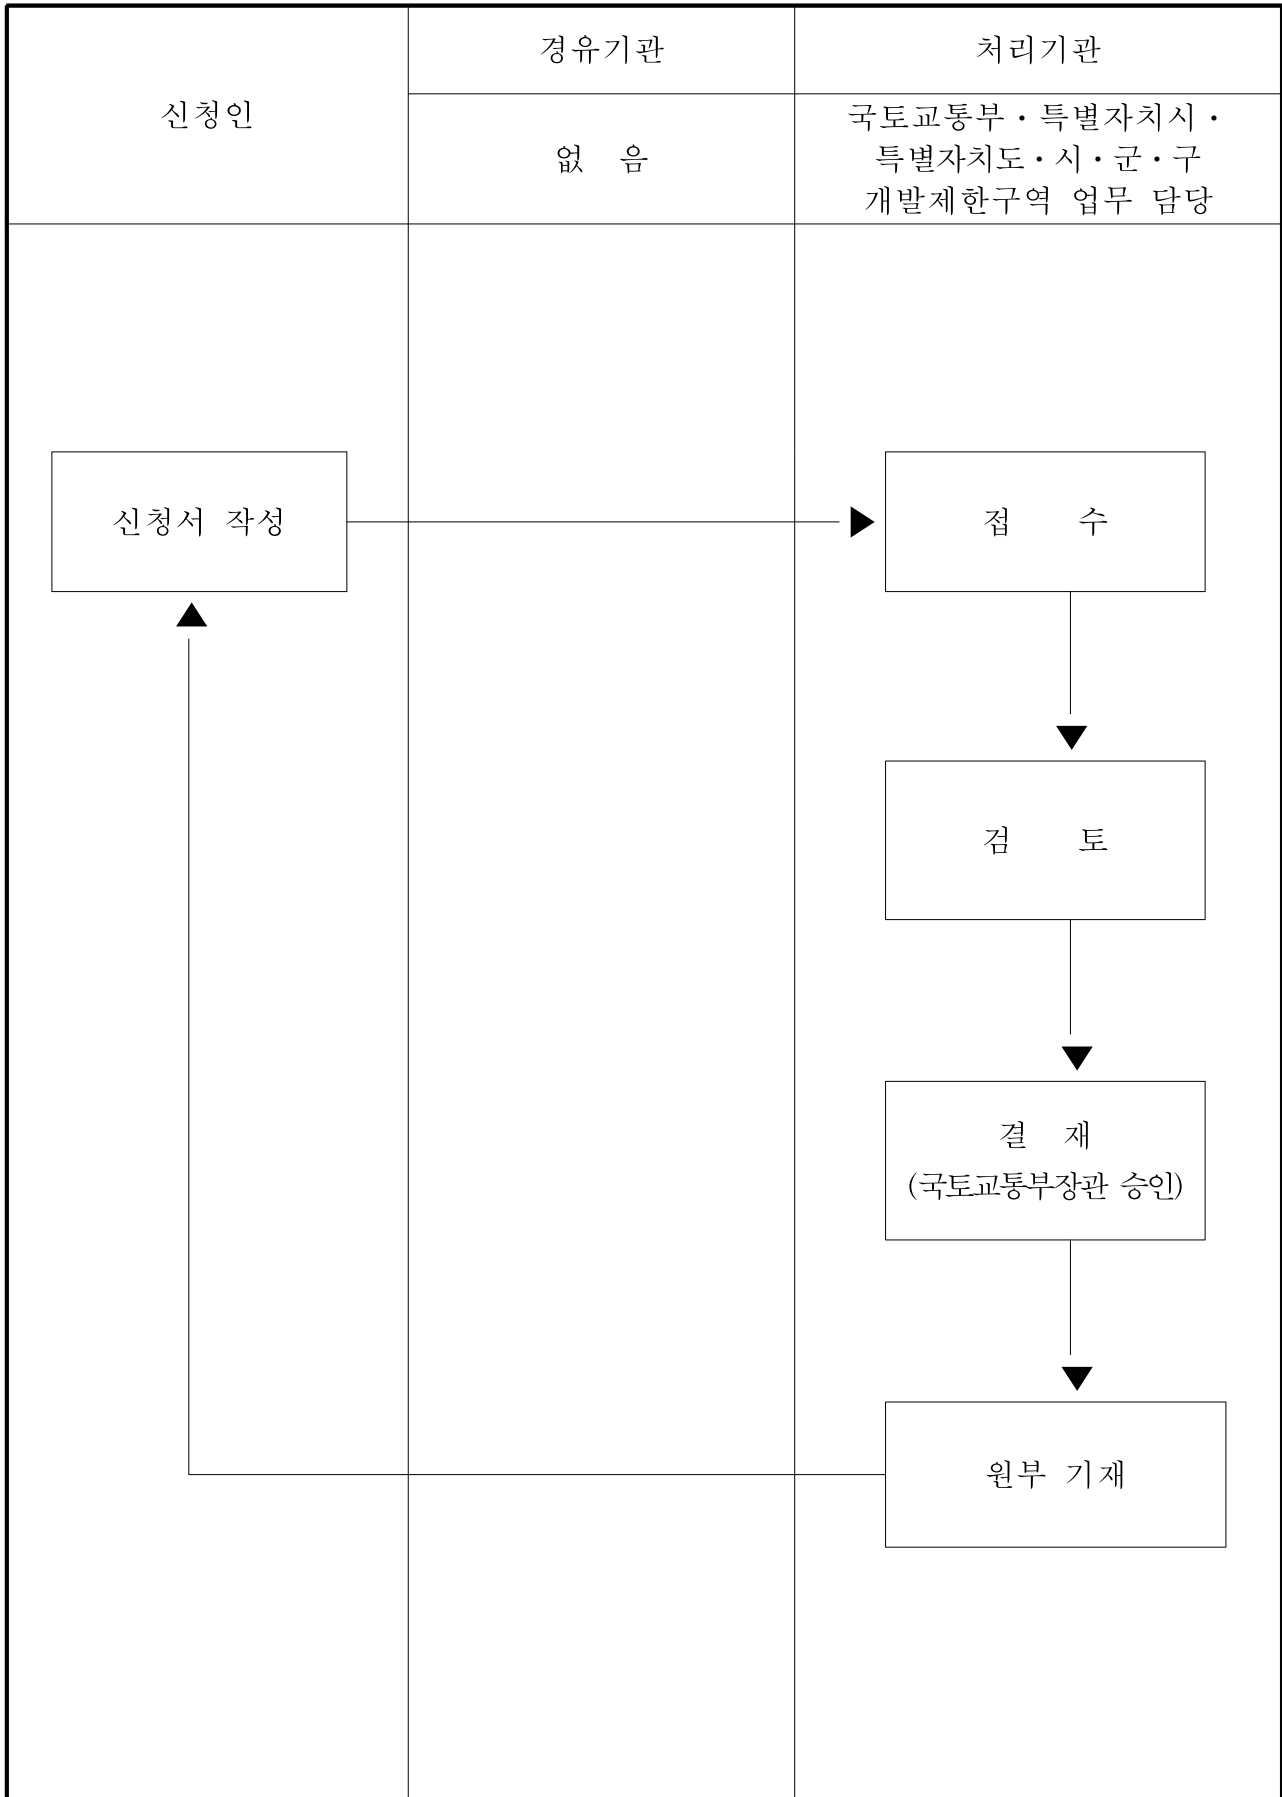 신청인
경유기관
처리기관
없 음
국토교통부·특별자치시·
특별자치도·시·군·구
개발제한구역 업무 담당
신청서 작성
접 수
검 토
결 재
(국토교통부장관 승인)
원부 기재